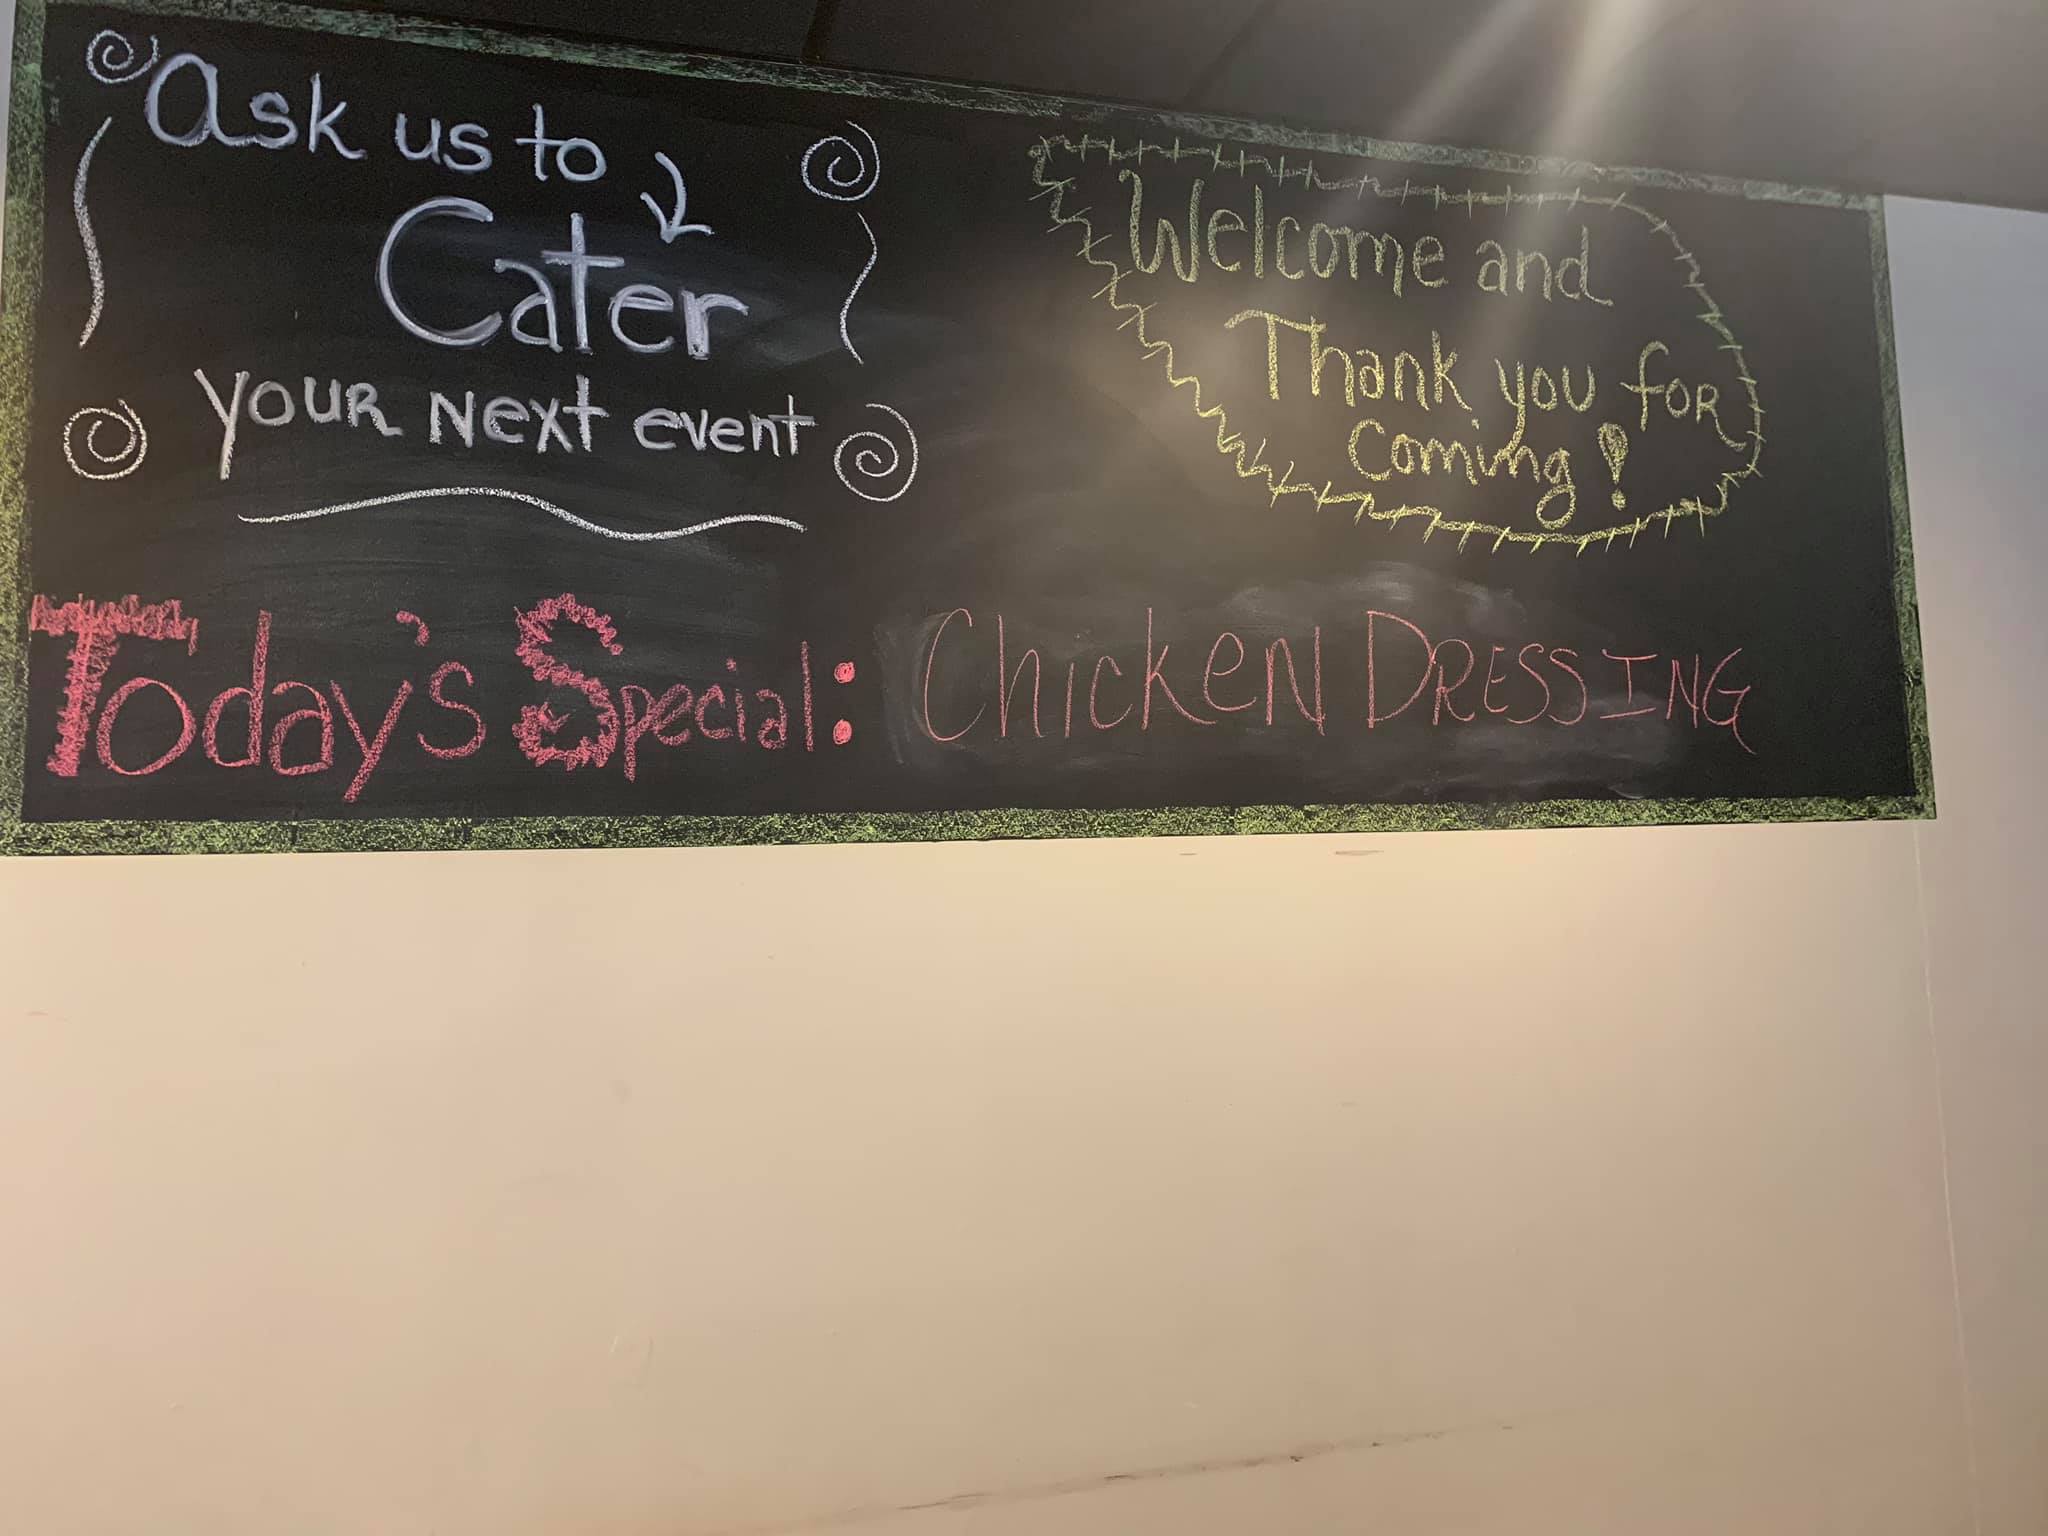 Ask us to
Cater
your next event
Welcome and
Thank you for
coming!
Today's Special: Chicken DRESSING